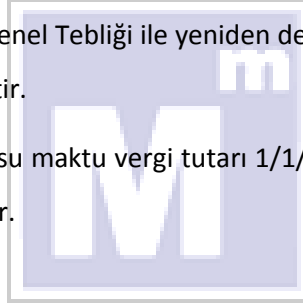 enel Tebliği ile yeniden de
tir.
su maktu vergi tutarı 1/1/
r.